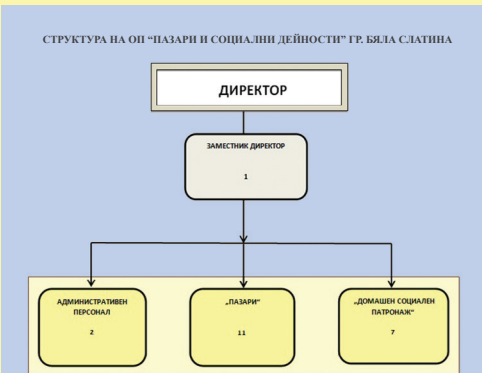 СТРУКТУРА НА ОП “ПАЗАРИ И СОЦИАЛНИ ДЕЙНОСТИ” ГР. БЯЛА СЛАТИНА
ДИРЕКТОР
ЗАМЕСТНИК ДИРЕКТОР
1
АДМИНИСТРАТИВЕН
ПЕРСОНАЛ
2
„ПАЗАРИ“
11
„ДОМАШЕН СОЦИАЛЕН
ПАТРОНАЖ“
7